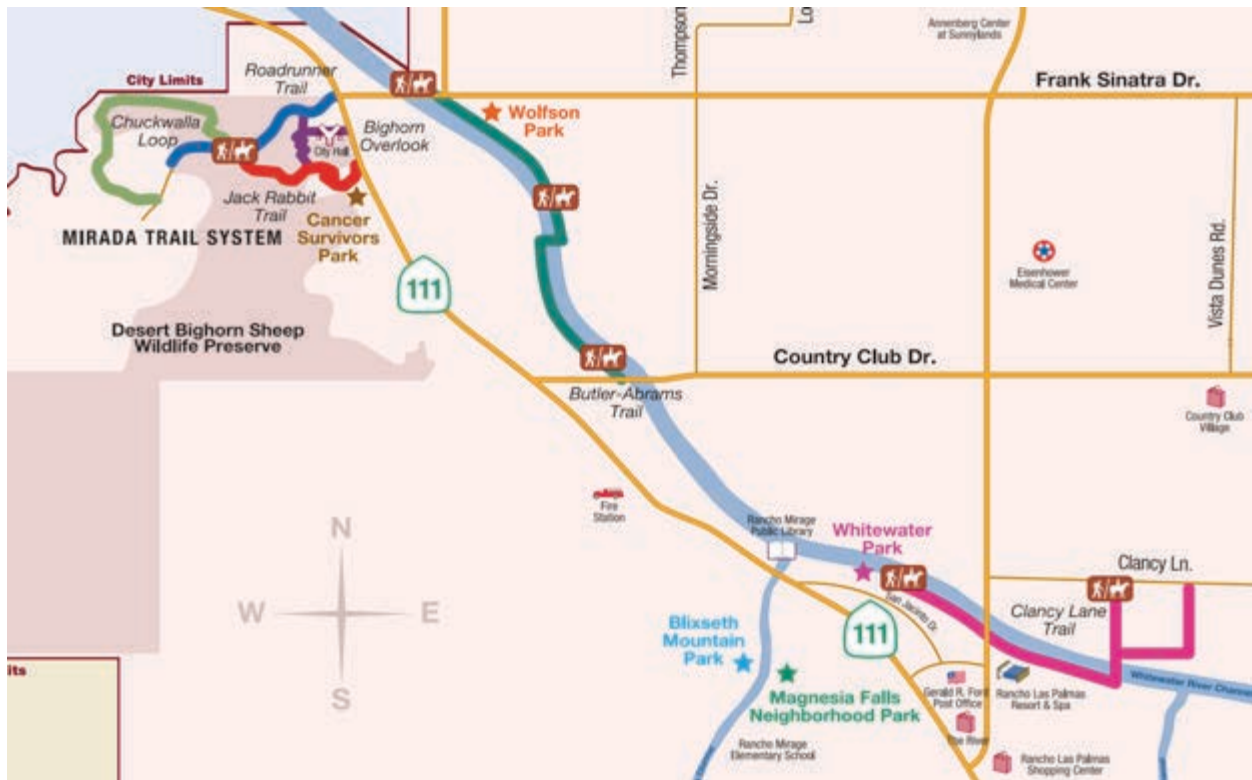 Thompson
Lo
Annenberg Center
at Sunnylands
City Limits
Roadrunner
Trail
Frank Sinatra Dr.
Chuckwalla
Loop
Wolfson
Park
Bighorn
Overlook
City Hall
Jack Rabbit
Trail
MIRADA TRAIL SYSTEM
Cancer
Survivors
Park
Morningside Dr.
Eisenhower
Medical Center
Vista Dunes Rd.
111
Desert Bighorn Sheep
Wildlife Preserve
Country Club Dr.
Butler-Abrams
Trail
Country Club
Village
Fire
Station
Rancho Mirage
Public Library
Whitewater
Park
Clancy Ln.
San Jacinto Dr.
Clancy Lane
Trail
N
W
E
S
111
Blixseth
Mountain
Park
Magnesia Falls
Neighborhood Park
Gerald R. Ford
Post Office
Rancho Las Palmas
Resort & Spa
Whitewater River Channel
its
The River
Rancho Mirage
Elementary School
Rancho Las Palmas
Shopping Center